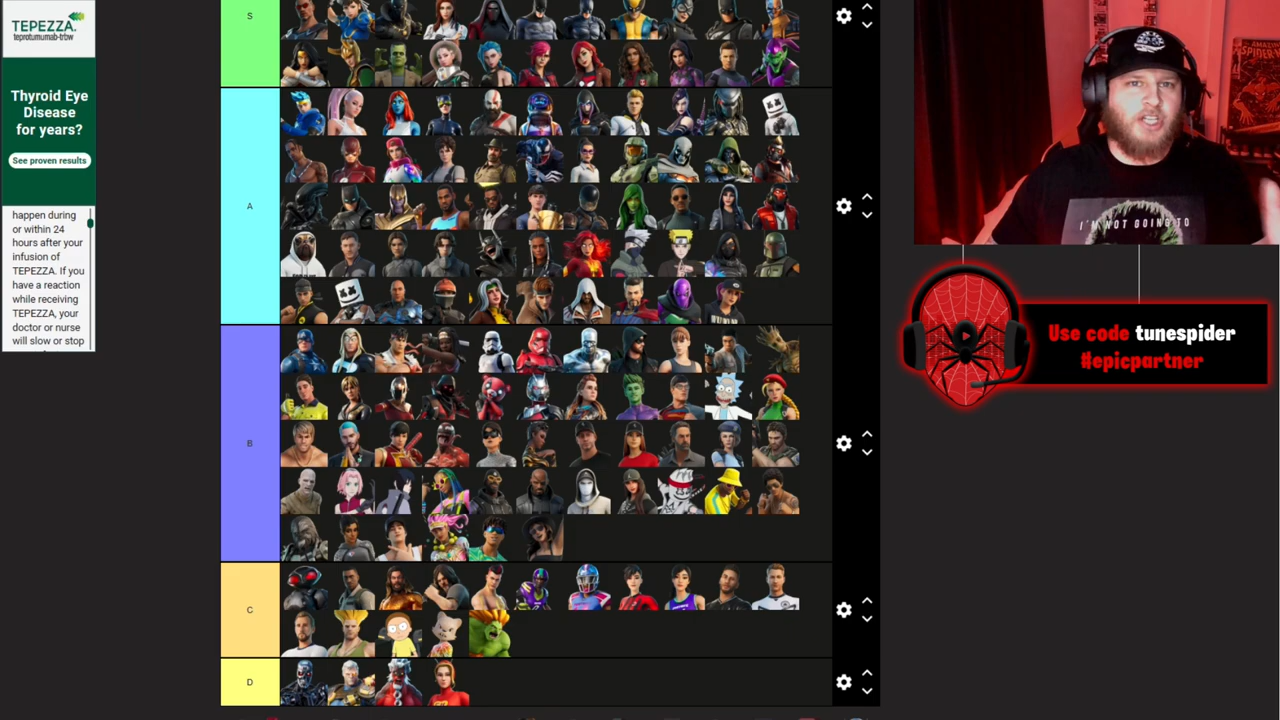 TEPEZZA
teprotumumab-trbw
Thyroid Eye
Disease
for years?
See proven results
happen during
or within 24
hours after your
infusion of
TEPEZZA. If you
have a reaction
while receiving
TEPEZZA, your
doctor or nurse
will slow or stop
S
A
B
C
D
I'M NOT GOING TO
AMAZING
Use code tunespider
#epicpartner